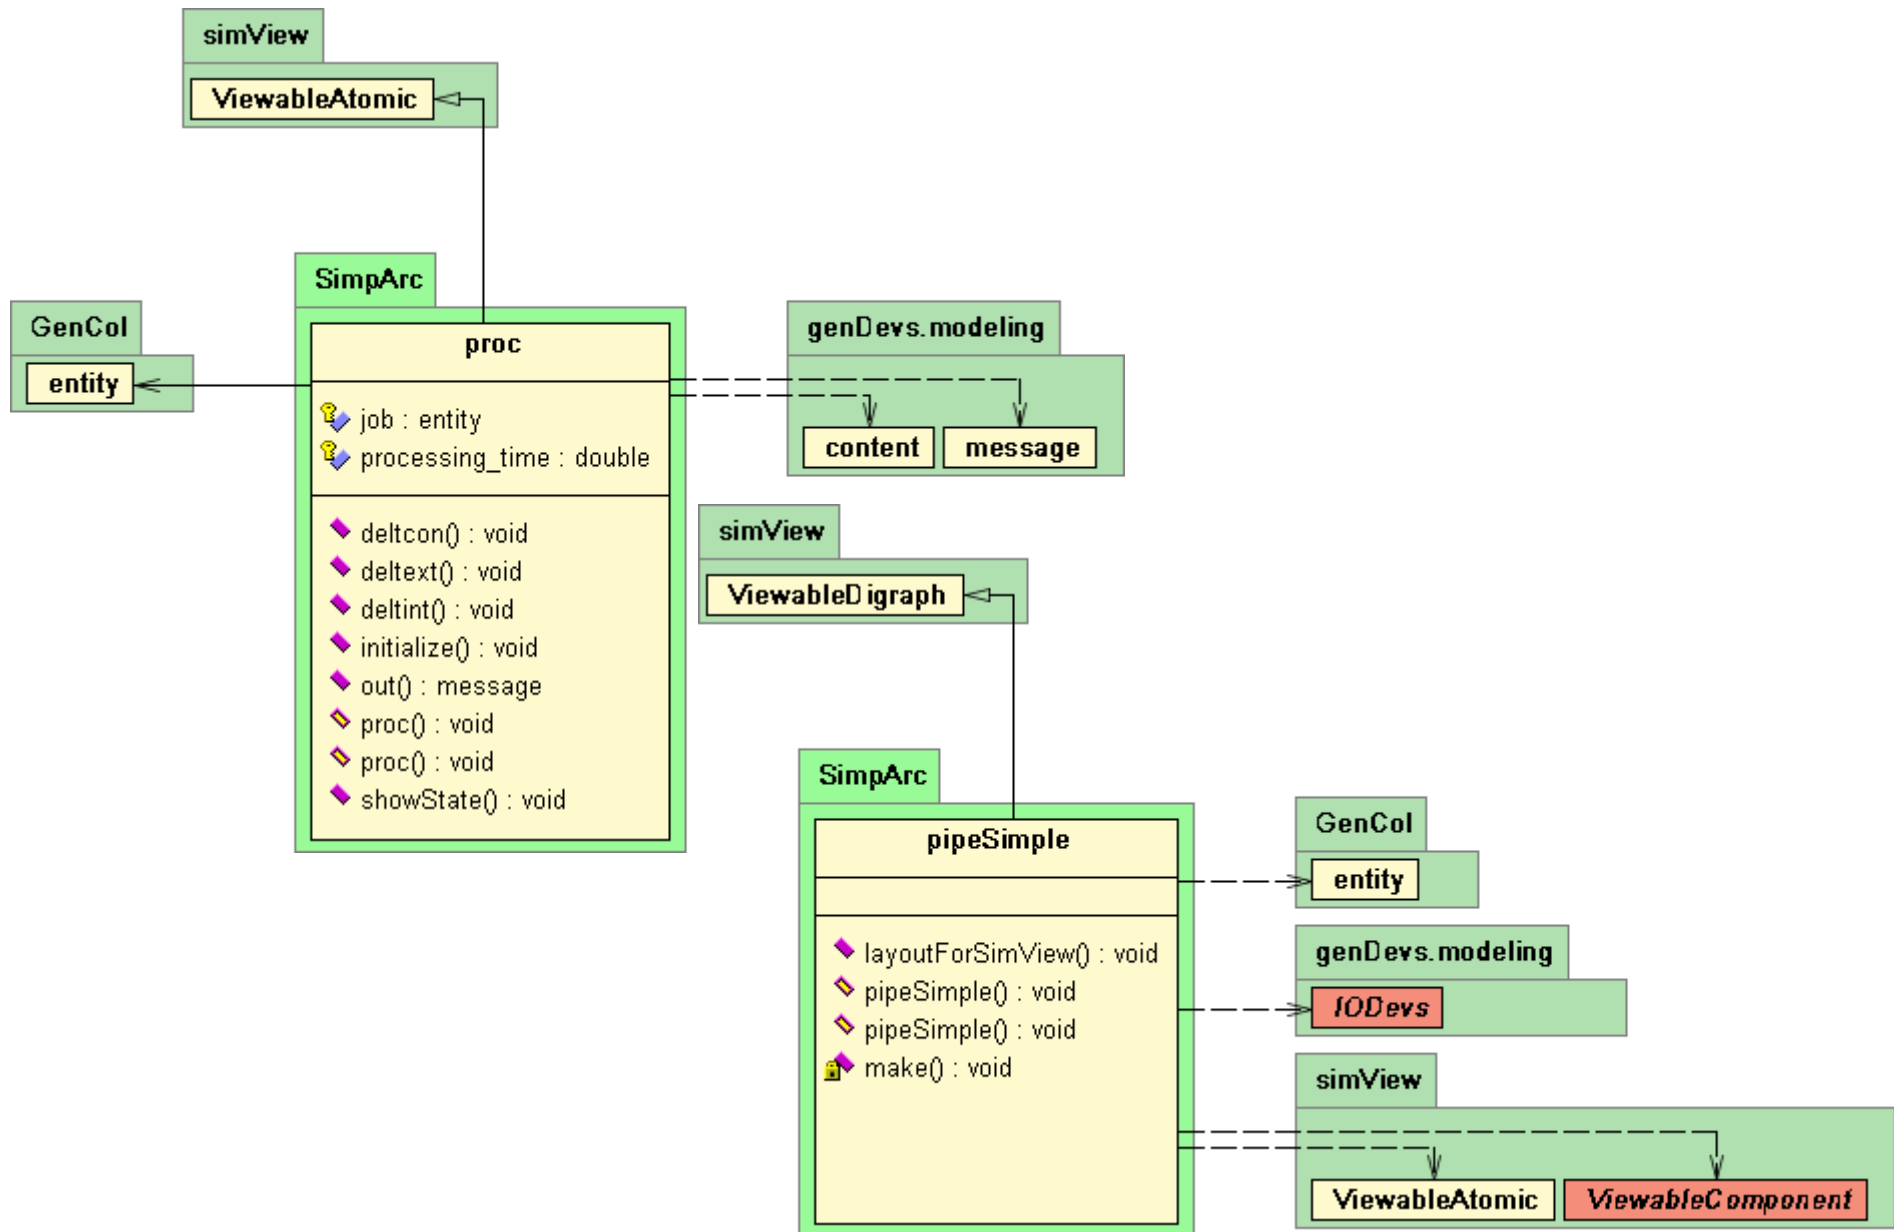 simView
ViewableAtomic
SimpArc
GenCol
entity
proc
job : entity
processing_time : double
deltcon() : void
deltext() : void
deltint() : void
initialize() : void
out() : message
proc() : void
proc() : void
showState() : void
genDevs.modeling
content
message
simView
ViewableDigraph
SimpArc
pipeSimple
layoutForSimView() : void
pipeSimple() : void
pipeSimple() : void
make() : void
GenCol
entity
genDevs.modeling
IODevs
simView
ViewableAtomic
ViewableComponent